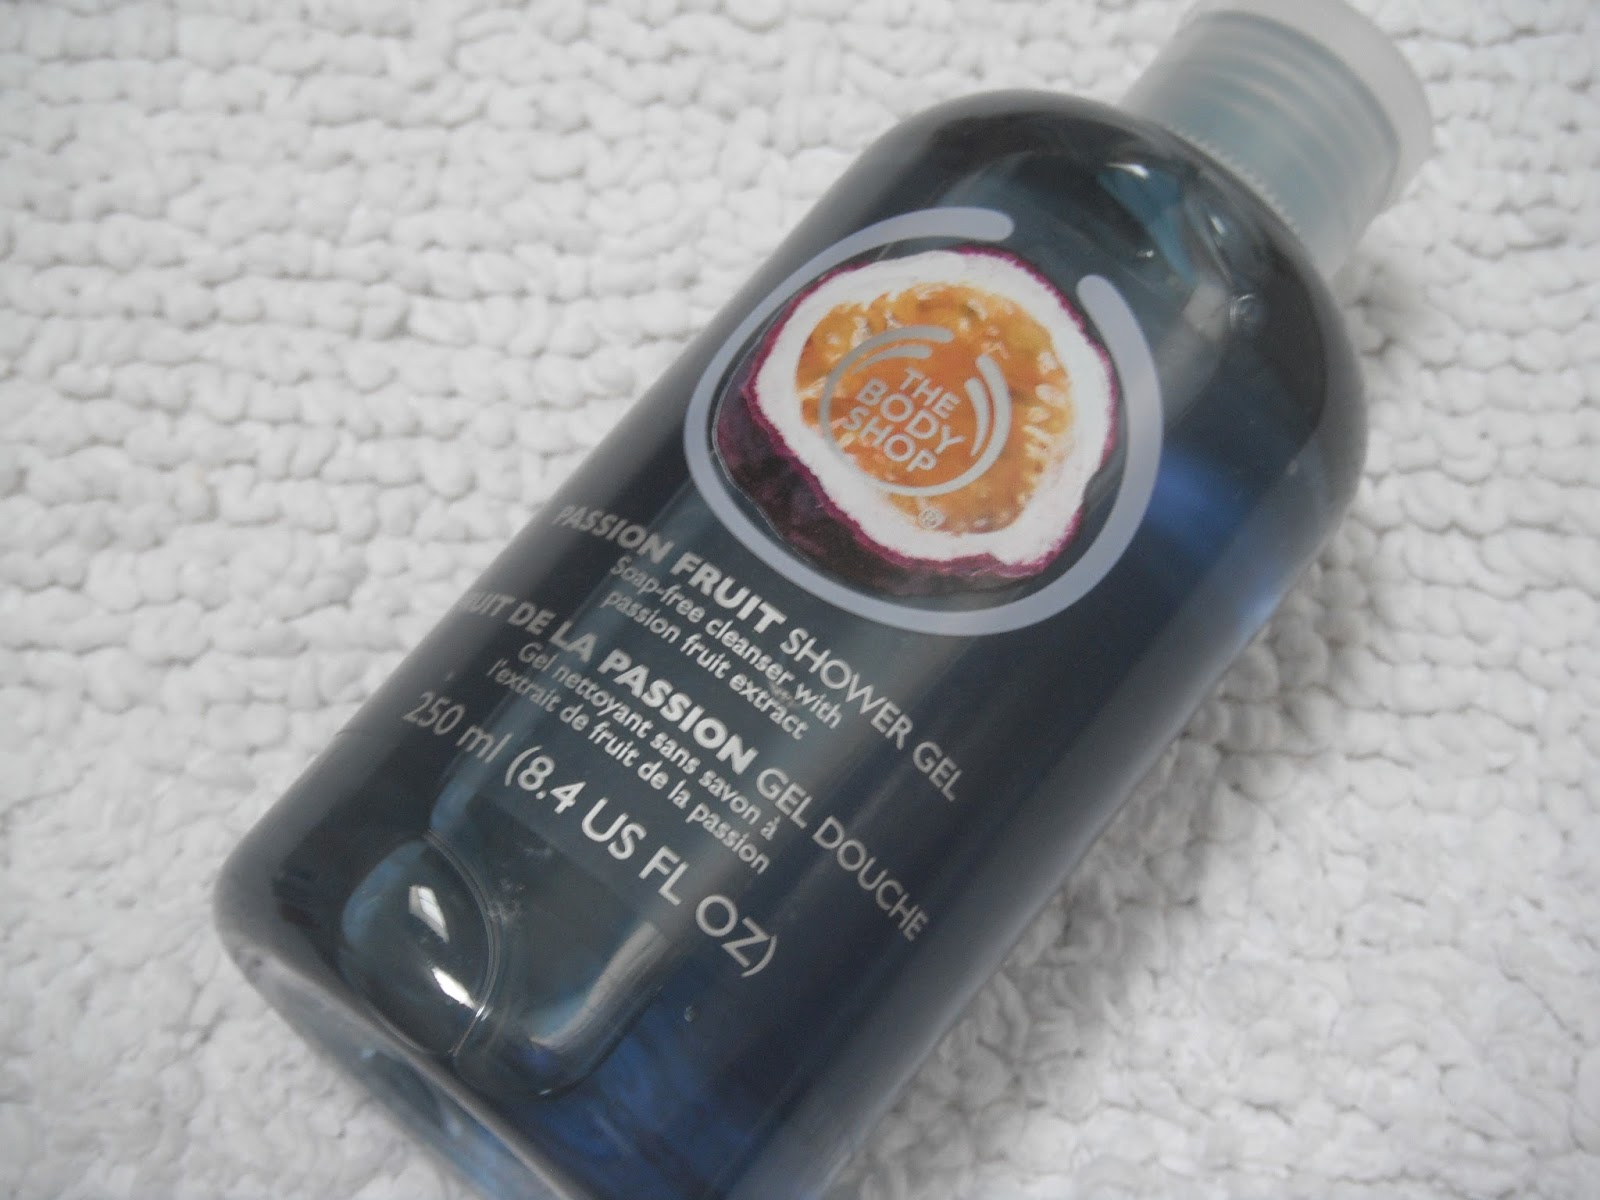 THE
BODY
SHOP
®
PASSION FRUIT SHOWER GEL
Soap-free cleanser with
passion fruit extract
FRUIT DE LA PASSION GEL DOUCHE
Gel nettoyant sans savon à
l'extrait de fruit de la passion
250 ml (8.4 US FL OZ)